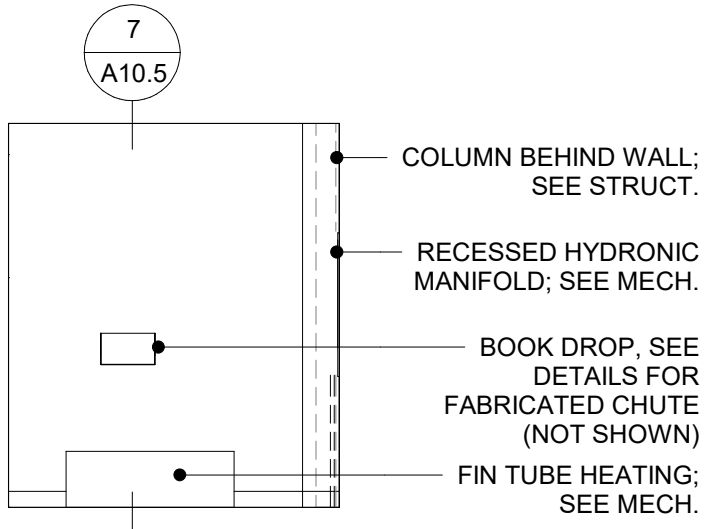 7
A10.5
COLUMN BEHIND WALL;
SEE STRUCT.
RECESSED HYDRONIC
MANIFOLD; SEE MECH.
BOOK DROP, SEE
DETAILS FOR
FABRICATED CHUTE
(NOT SHOWN)
FIN TUBE HEATING;
SEE MECH.